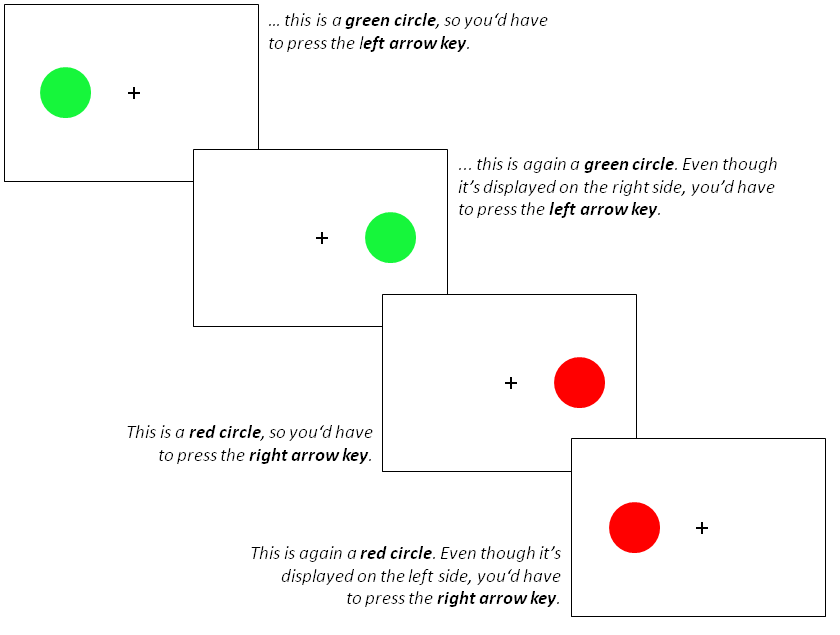 … this is a green circle, so you‘d have
to press the left arrow key.
… this is again a green circle. Even though
it’s displayed on the right side, you’d have
to press the left arrow key.
This is a red circle, so you‘d have
to press the right arrow key.
This is again a red circle. Even though it’s
displayed on the left side, you‘d have
to press the right arrow key.